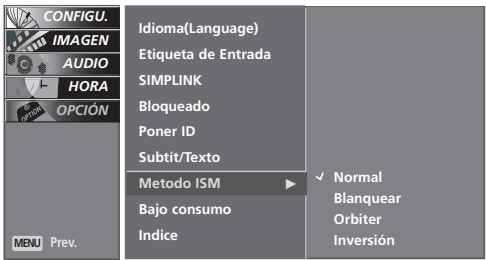 CONFIGU.
IMAGEN
AUDIO
HORA
OPTION OPCIÓN
MENU Prev.
Idioma(Language)
Etiqueta de Entrada
SIMPLINK
Bloqueado
Poner ID
Subtít/Texto
Metodo ISM ▶
Bajo consumo
Indice
✓ Normal
Blanquear
Orbiter
Inversión